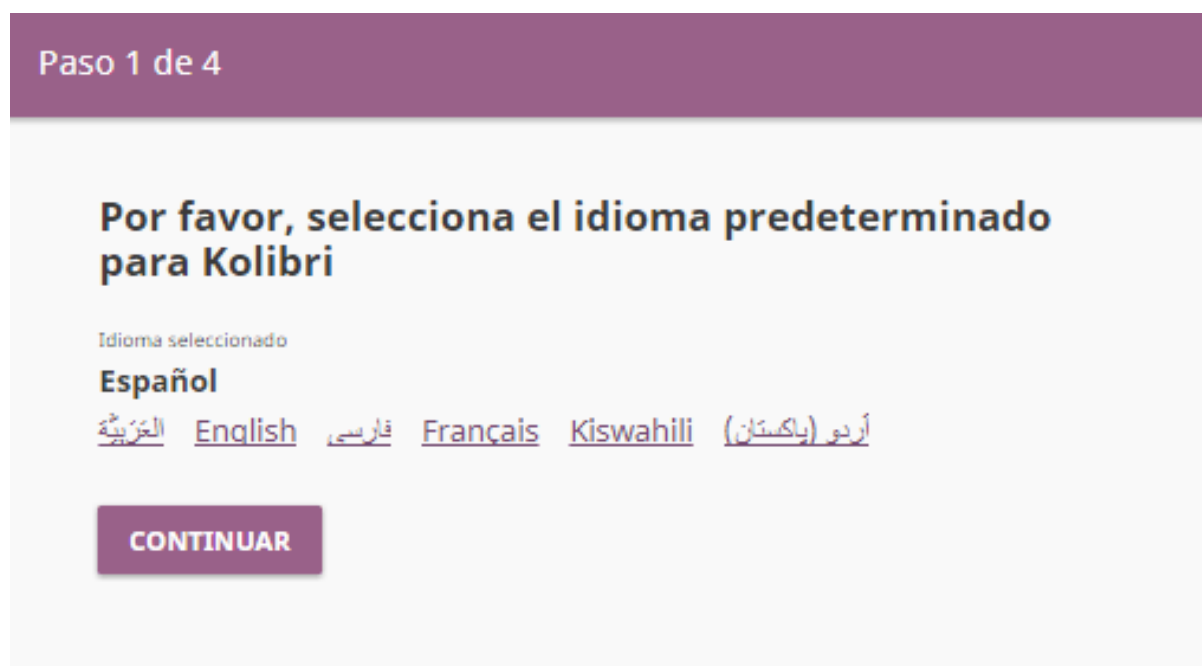 Paso 1 de 4
Por favor, selecciona el idioma predeterminado
para Kolibri
Idioma seleccionado
Español
العَرَبِيَّة English فارسی Français Kiswahili اُردو (پاکستان)
CONTINUAR